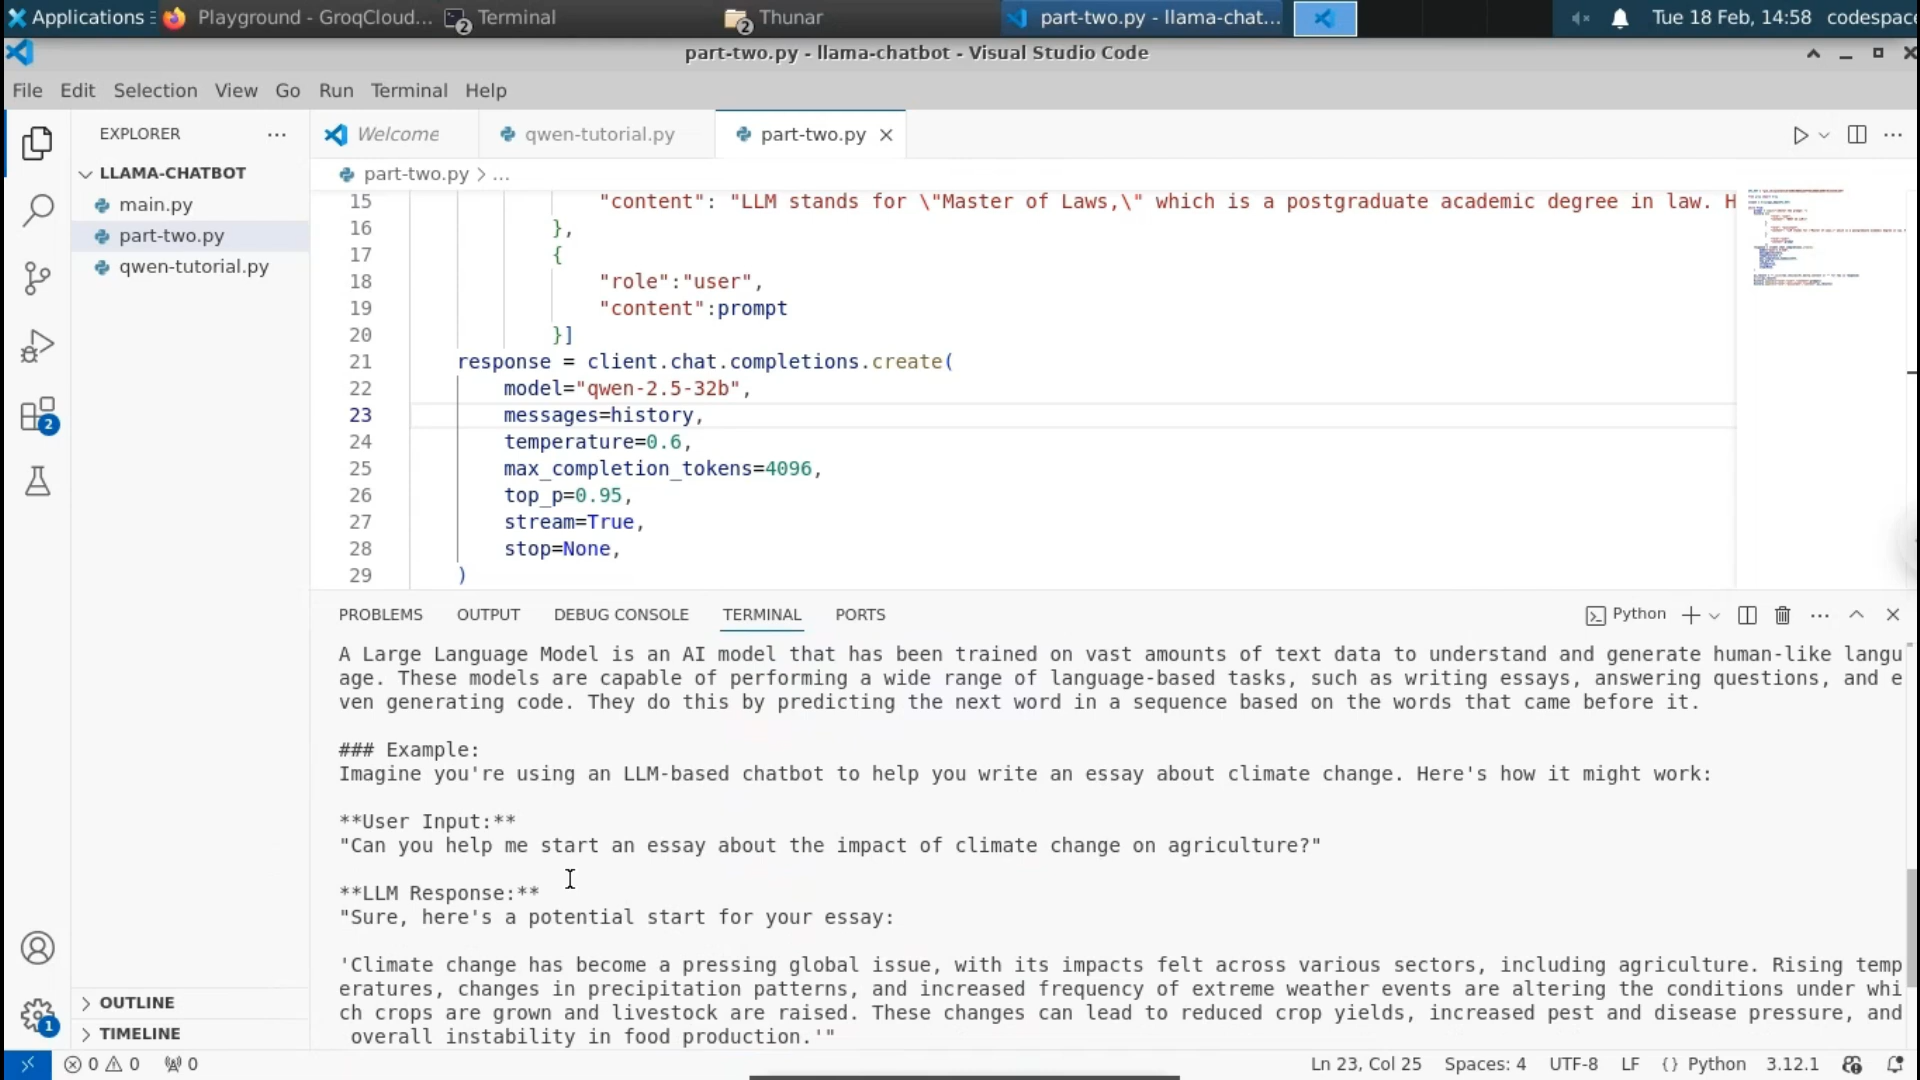 Applications
Playground - GroqCloud...
2
Terminal
2
Thunar
part-two.py - llama-chat...
Tue 18 Feb, 14:58
codespace
part-two.py - llama-chatbot - Visual Studio Code
File Edit Selection View Go Run Terminal Help
EXPLORER
Welcome
qwen-tutorial.py
part-two.py
LLAMA-CHATBOT
main.py
part-two.py
qwen-tutorial.py
part-two.py > ...
15 "content": "LLM stands for \"Master of Laws,\" which is a postgraduate academic degree in law. H
16 },
17 {
18 "role":"user",
19 "content":prompt
20 }]
21 response = client.chat.completions.create(
22 model="qwen-2.5-32b",
23 messages=history,
24 temperature=0.6,
25 max_completion_tokens=4096,
26 top_p=0.95,
27 stream=True,
28 stop=None,
29 )
2
PROBLEMS OUTPUT DEBUG CONSOLE TERMINAL PORTS
Python
A Large Language Model is an AI model that has been trained on vast amounts of text data to understand and generate human-like langu
age. These models are capable of performing a wide range of language-based tasks, such as writing essays, answering questions, and e
ven generating code. They do this by predicting the next word in a sequence based on the words that came before it.
### Example:
Imagine you're using an LLM-based chatbot to help you write an essay about climate change. Here's how it might work:
**User Input:**
"Can you help me start an essay about the impact of climate change on agriculture?"
**LLM Response:**
"Sure, here's a potential start for your essay:
'Climate change has become a pressing global issue, with its impacts felt across various sectors, including agriculture. Rising temp
eratures, changes in precipitation patterns, and increased frequency of extreme weather events are altering the conditions under whi
ch crops are grown and livestock are raised. These changes can lead to reduced crop yields, increased pest and disease pressure, and
overall instability in food production.'"
OUTLINE
TIMELINE
1
0 0 0
Ln 23, Col 25 Spaces: 4 UTF-8 LF {} Python 3.12.1